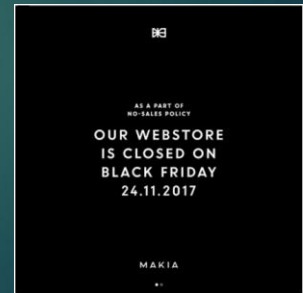 AS A PART OF
NO-SALES POLICY
OUR WEBSTORE
IS CLOSED ON
BLACK FRIDAY
24.11.2017
MAKIA